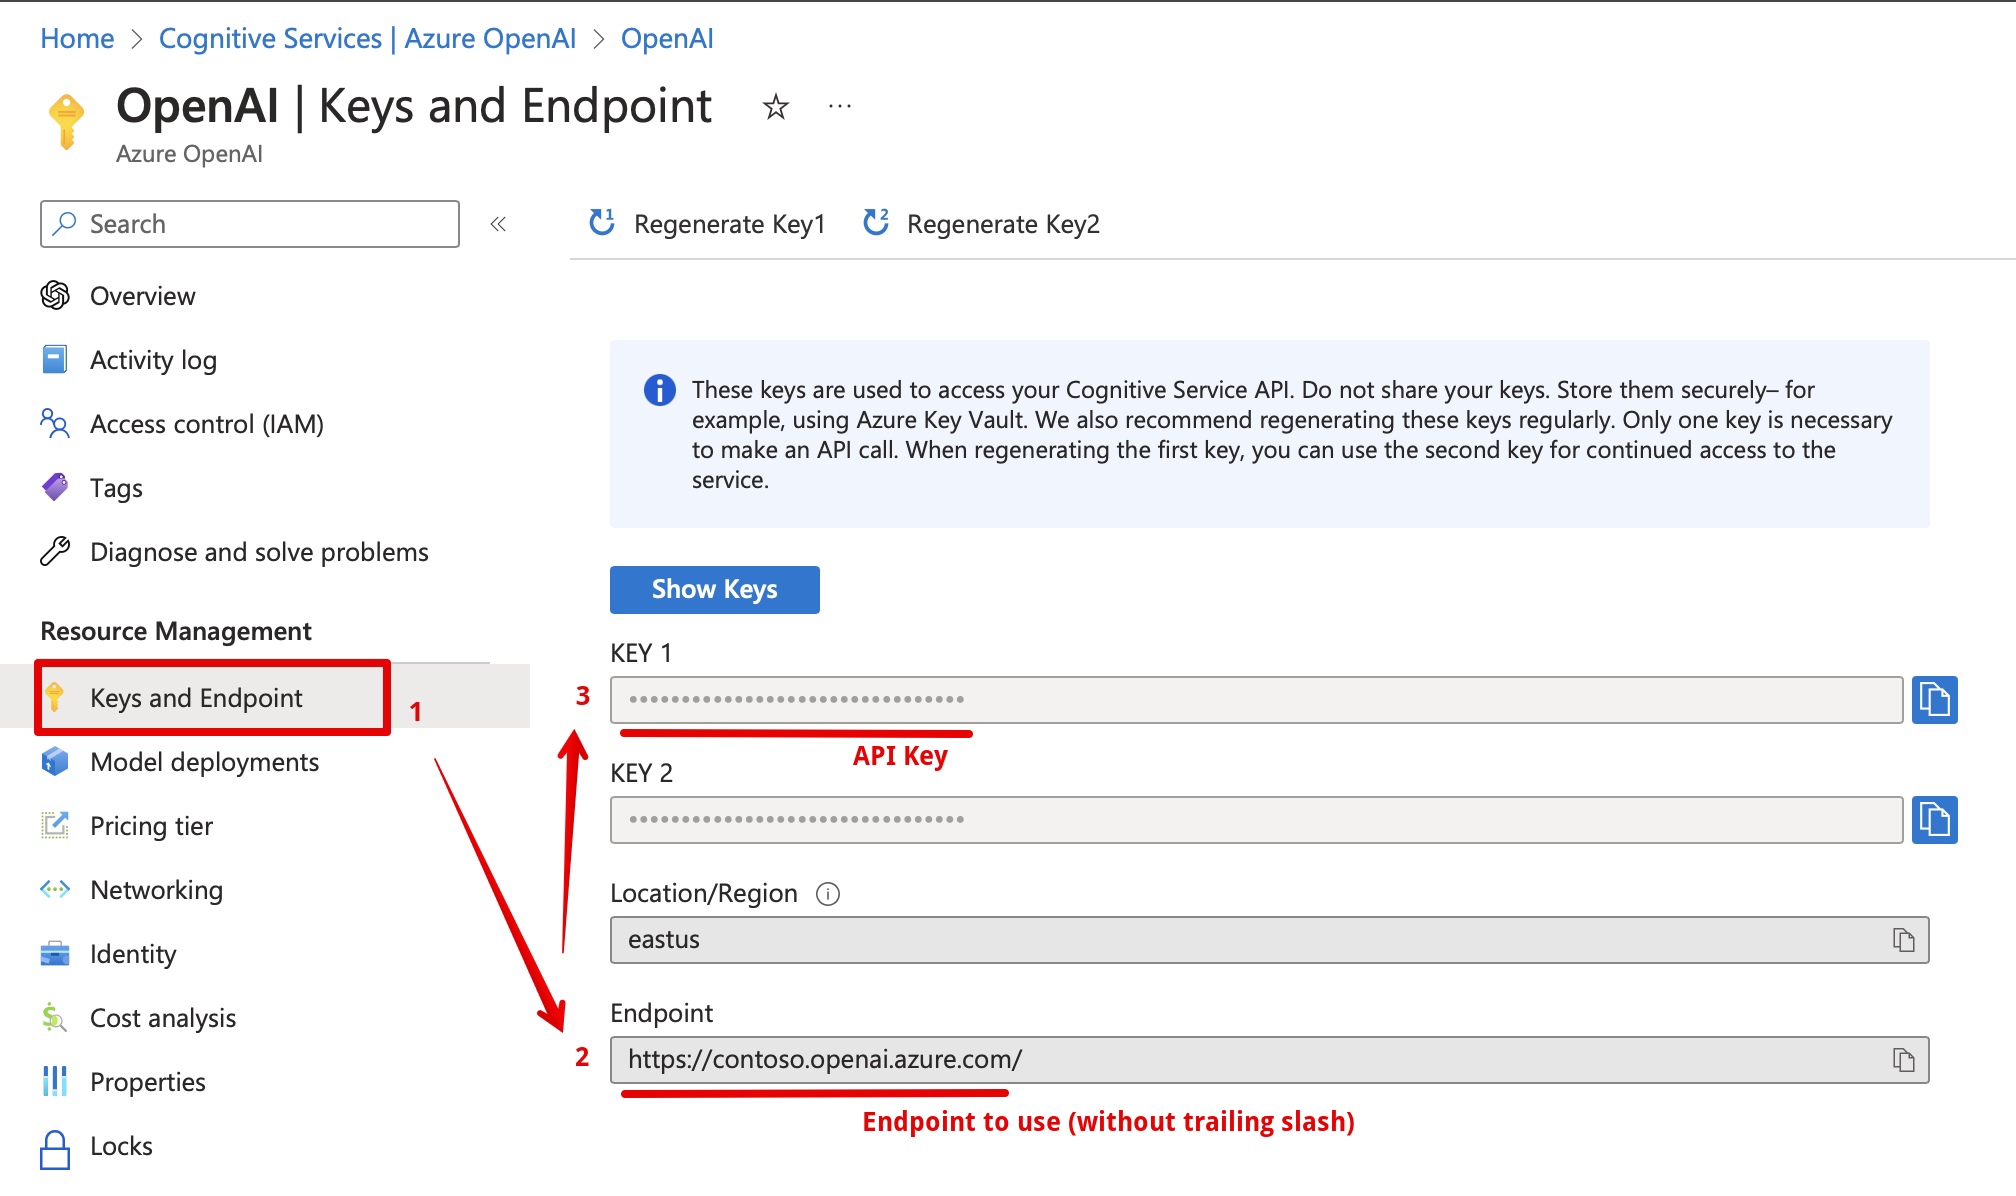 Home > Cognitive Services | Azure OpenAI > OpenAI
OpenAI | Keys and Endpoint ☆ ···
Azure OpenAI
Search «
1 Regenerate Key1 2 Regenerate Key2
Overview
Activity log
Access control (IAM)
Tags
Diagnose and solve problems
Resource Management
Keys and Endpoint
1
Model deployments
Pricing tier
Networking
Identity
Cost analysis
Properties
Locks
These keys are used to access your Cognitive Service API. Do not share your keys. Store them securely– for
example, using Azure Key Vault. We also recommend regenerating these keys regularly. Only one key is necessary
to make an API call. When regenerating the first key, you can use the second key for continued access to the
service.
Show Keys
KEY 1
3
API Key
KEY 2
Location/Region
eastus
Endpoint
2
https://contoso.openai.azure.com/
Endpoint to use (without trailing slash)